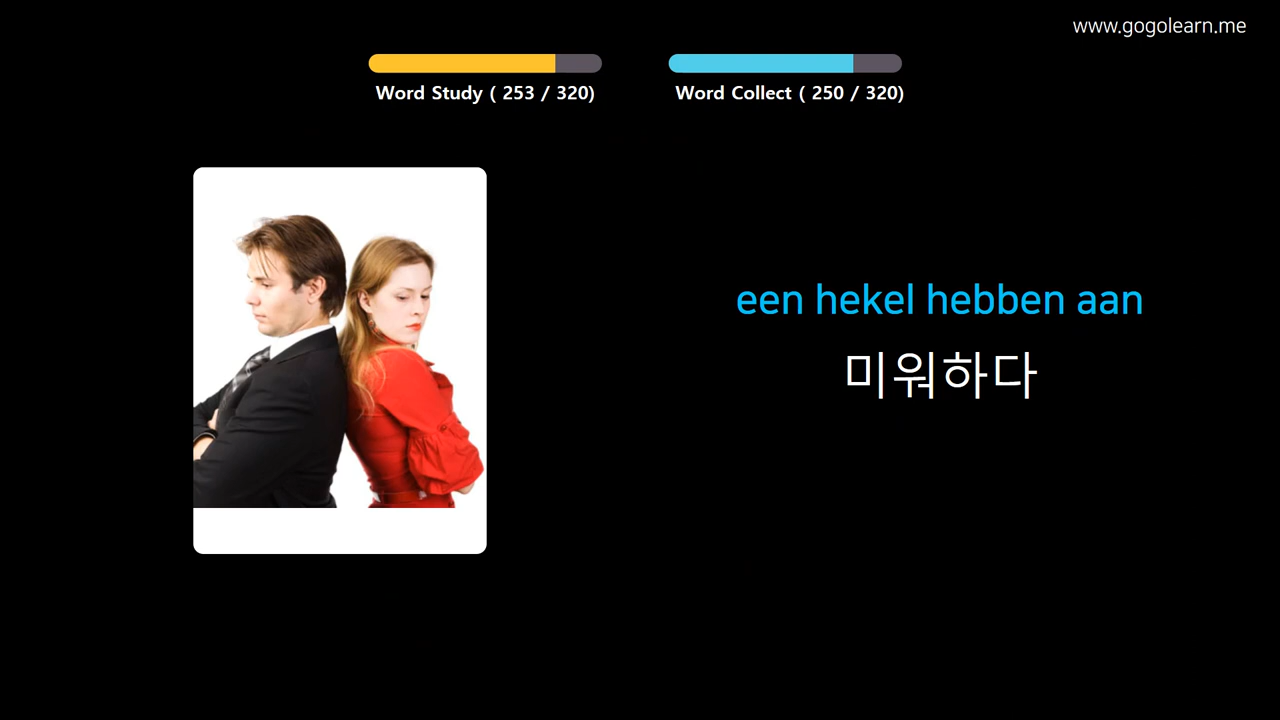 www.gogolearn.me
Word Study ( 253 / 320)
Word Collect ( 250 / 320)
een hekel hebben aan
미워하다